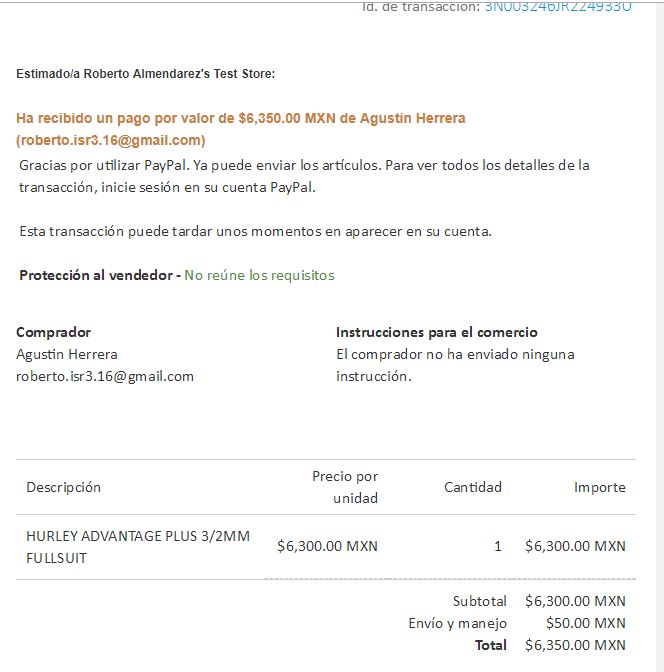 Id. de transacción: 3N003246JR224933U
Estimado/a Roberto Almendarez's Test Store:
Ha recibido un pago por valor de $6,350.00 MXN de Agustin Herrera
(roberto.isr3.16@gmail.com)
Gracias por utilizar PayPal. Ya puede enviar los artículos. Para ver todos los detalles de la
transacción, inicie sesión en su cuenta PayPal.
Esta transacción puede tardar unos momentos en aparecer en su cuenta.
Protección al vendedor - No reúne los requisitos
Comprador
Agustin Herrera
roberto.isr3.16@gmail.com
Instrucciones para el comercio
El comprador no ha enviado ninguna
instrucción.
Descripción Precio por unidad Cantidad Importe
HURLEY ADVANTAGE PLUS 3/2MM
FULLSUIT $6,300.00 MXN 1 $6,300.00 MXN
Subtotal $6,300.00 MXN
Envío y manejo $50.00 MXN
Total $6,350.00 MXN